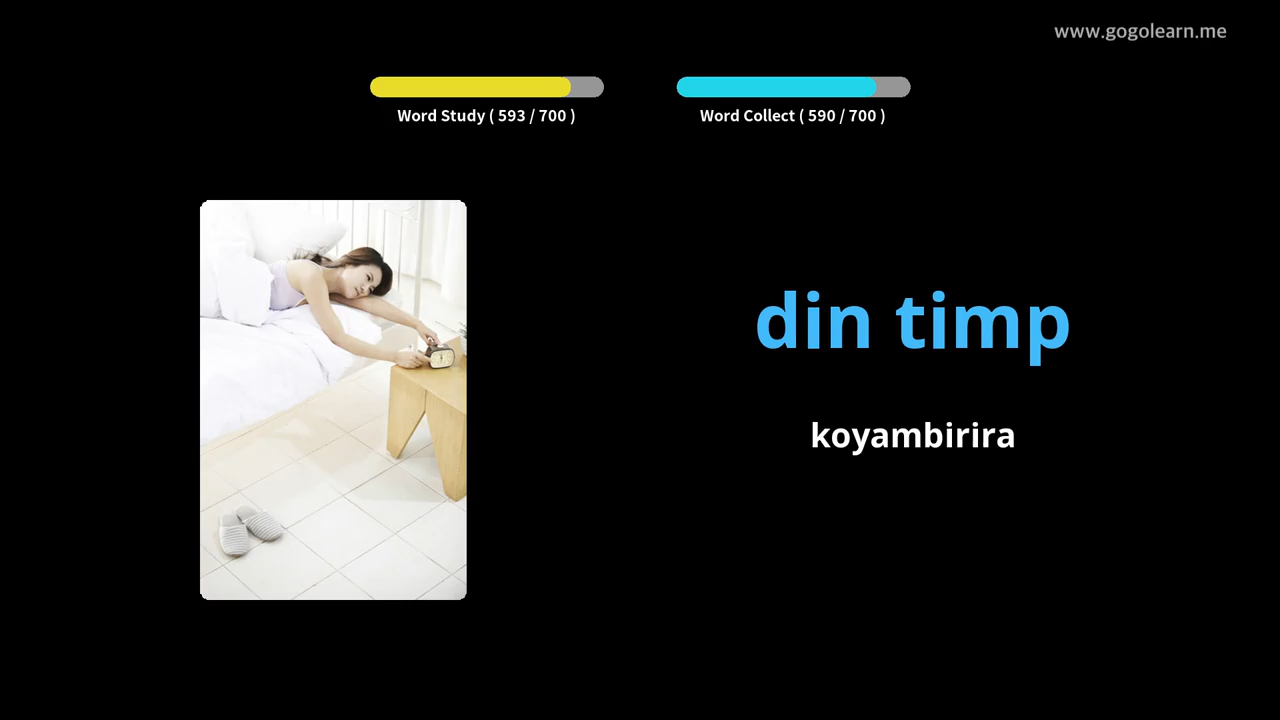 www.gogolearn.me
Word Study ( 593 / 700 )
Word Collect ( 590 / 700 )
din timp
koyambirira